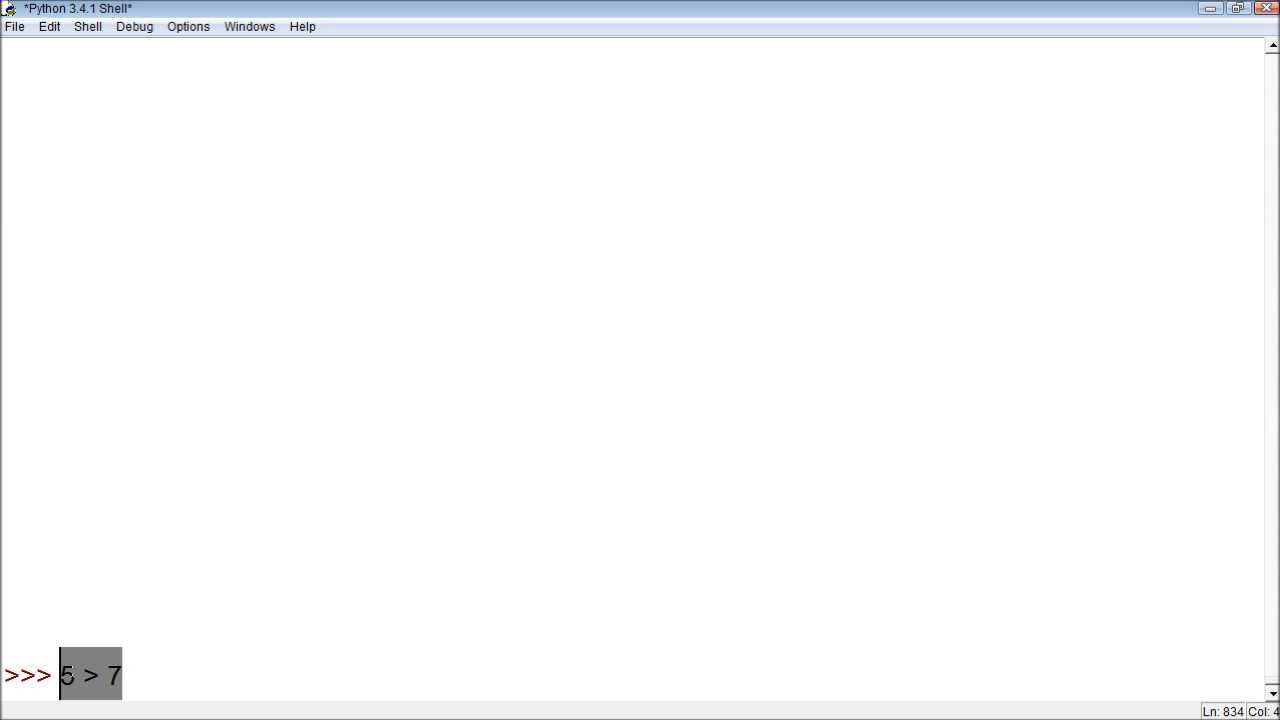 *Python 3.4.1 Shell*
File Edit Shell Debug Options Windows Help
>>> 5 > 7
Ln: 834 Col: 4